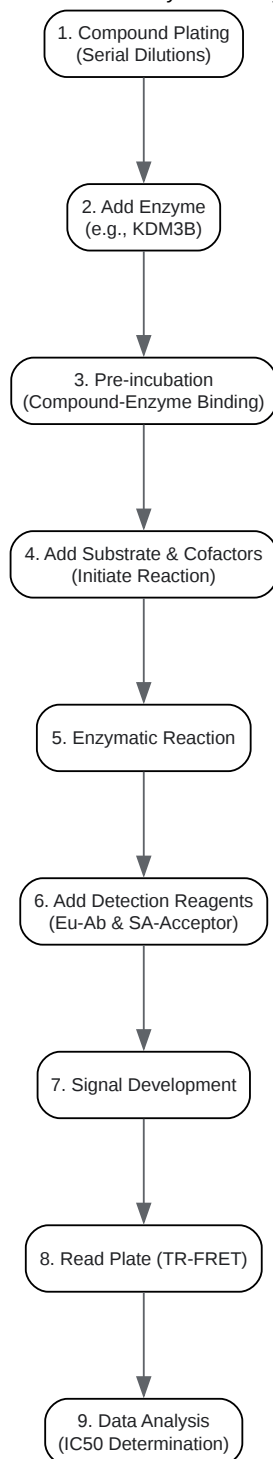 1. Compound Plating
(Serial Dilutions)
2. Add Enzyme
(e.g., KDM3B)
3. Pre-incubation
(Compound-Enzyme Binding)
4. Add Substrate & Cofactors
(Initiate Reaction)
5. Enzymatic Reaction
6. Add Detection Reagents
(Eu-Ab & SA-Acceptor)
7. Signal Development
8. Read Plate (TR-FRET)
9. Data Analysis
(IC50 Determination)